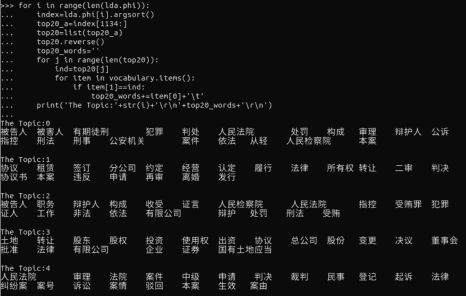 >>> for i in range(len(lda.phi)):
... index=lda.phi[i].argsort()
... top20_a=index[1134:]
... top20=list(top20_a)
... top20.reverse()
... top20_words=''
... for j in range(len(top20)):
... ind=top20[j]
... for item in vocabulary.items():
... if item[1]==ind:
... top20_words+=item[0]+'\t'
... print('The Topic:'+str(i)+'\r\n'+top20_words+'\r\n')
...
The Topic:0
被告人 被害人 有期徒刑 犯罪 判处 人民法院 处罚 构成 审理 辩护人 公诉
指控 刑法 刑事 公安机关 案件 依法 从轻 人民检察院 本案
The Topic:1
协议 租赁 签订 分公司 约定 经营 认定 履行 法律 所有权 转让 二审 判决
协议书 本案 违反 申请 再审 离婚 发行
The Topic:2
被告人 职务 辩护人 构成 收受 证言 人民检察院 人民法院 指控 受贿罪 犯罪
证人 工作 非法 依法 有限公司 辩护 处罚 刑法 受贿
The Topic:3
土地 转让 股东 股权 投资 使用权 出资 协议 总公司 股份 变更 决议 董事会
批准 法律 有限公司 企业 证券 国有土地应当
The Topic:4
人民法院 审理 法院 案件 中级 申请 判决 裁判 民事 登记 起诉 法律
纠纷案 案号 诉讼 案情 驳回 本案 生效 案由